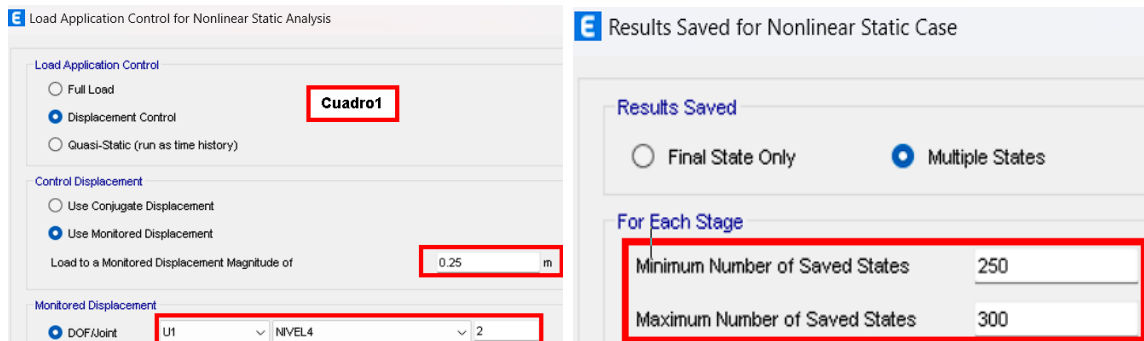 E Load Application Control for Nonlinear Static Analysis
Load Application Control
Full Load
Cuadro1
Displacement Control
Quasi-Static (run as time history)
Control Displacement
Use Conjugate Displacement
Use Monitored Displacement
Load to a Monitored Displacement Magnitude of 0.25 m
Monitored Displacement
DOF/Joint U1 NIVEL4 2
E Results Saved for Nonlinear Static Case
Results Saved
Final State Only Multiple States
For Each Stage
Minimum Number of Saved States 250
Maximum Number of Saved States 300